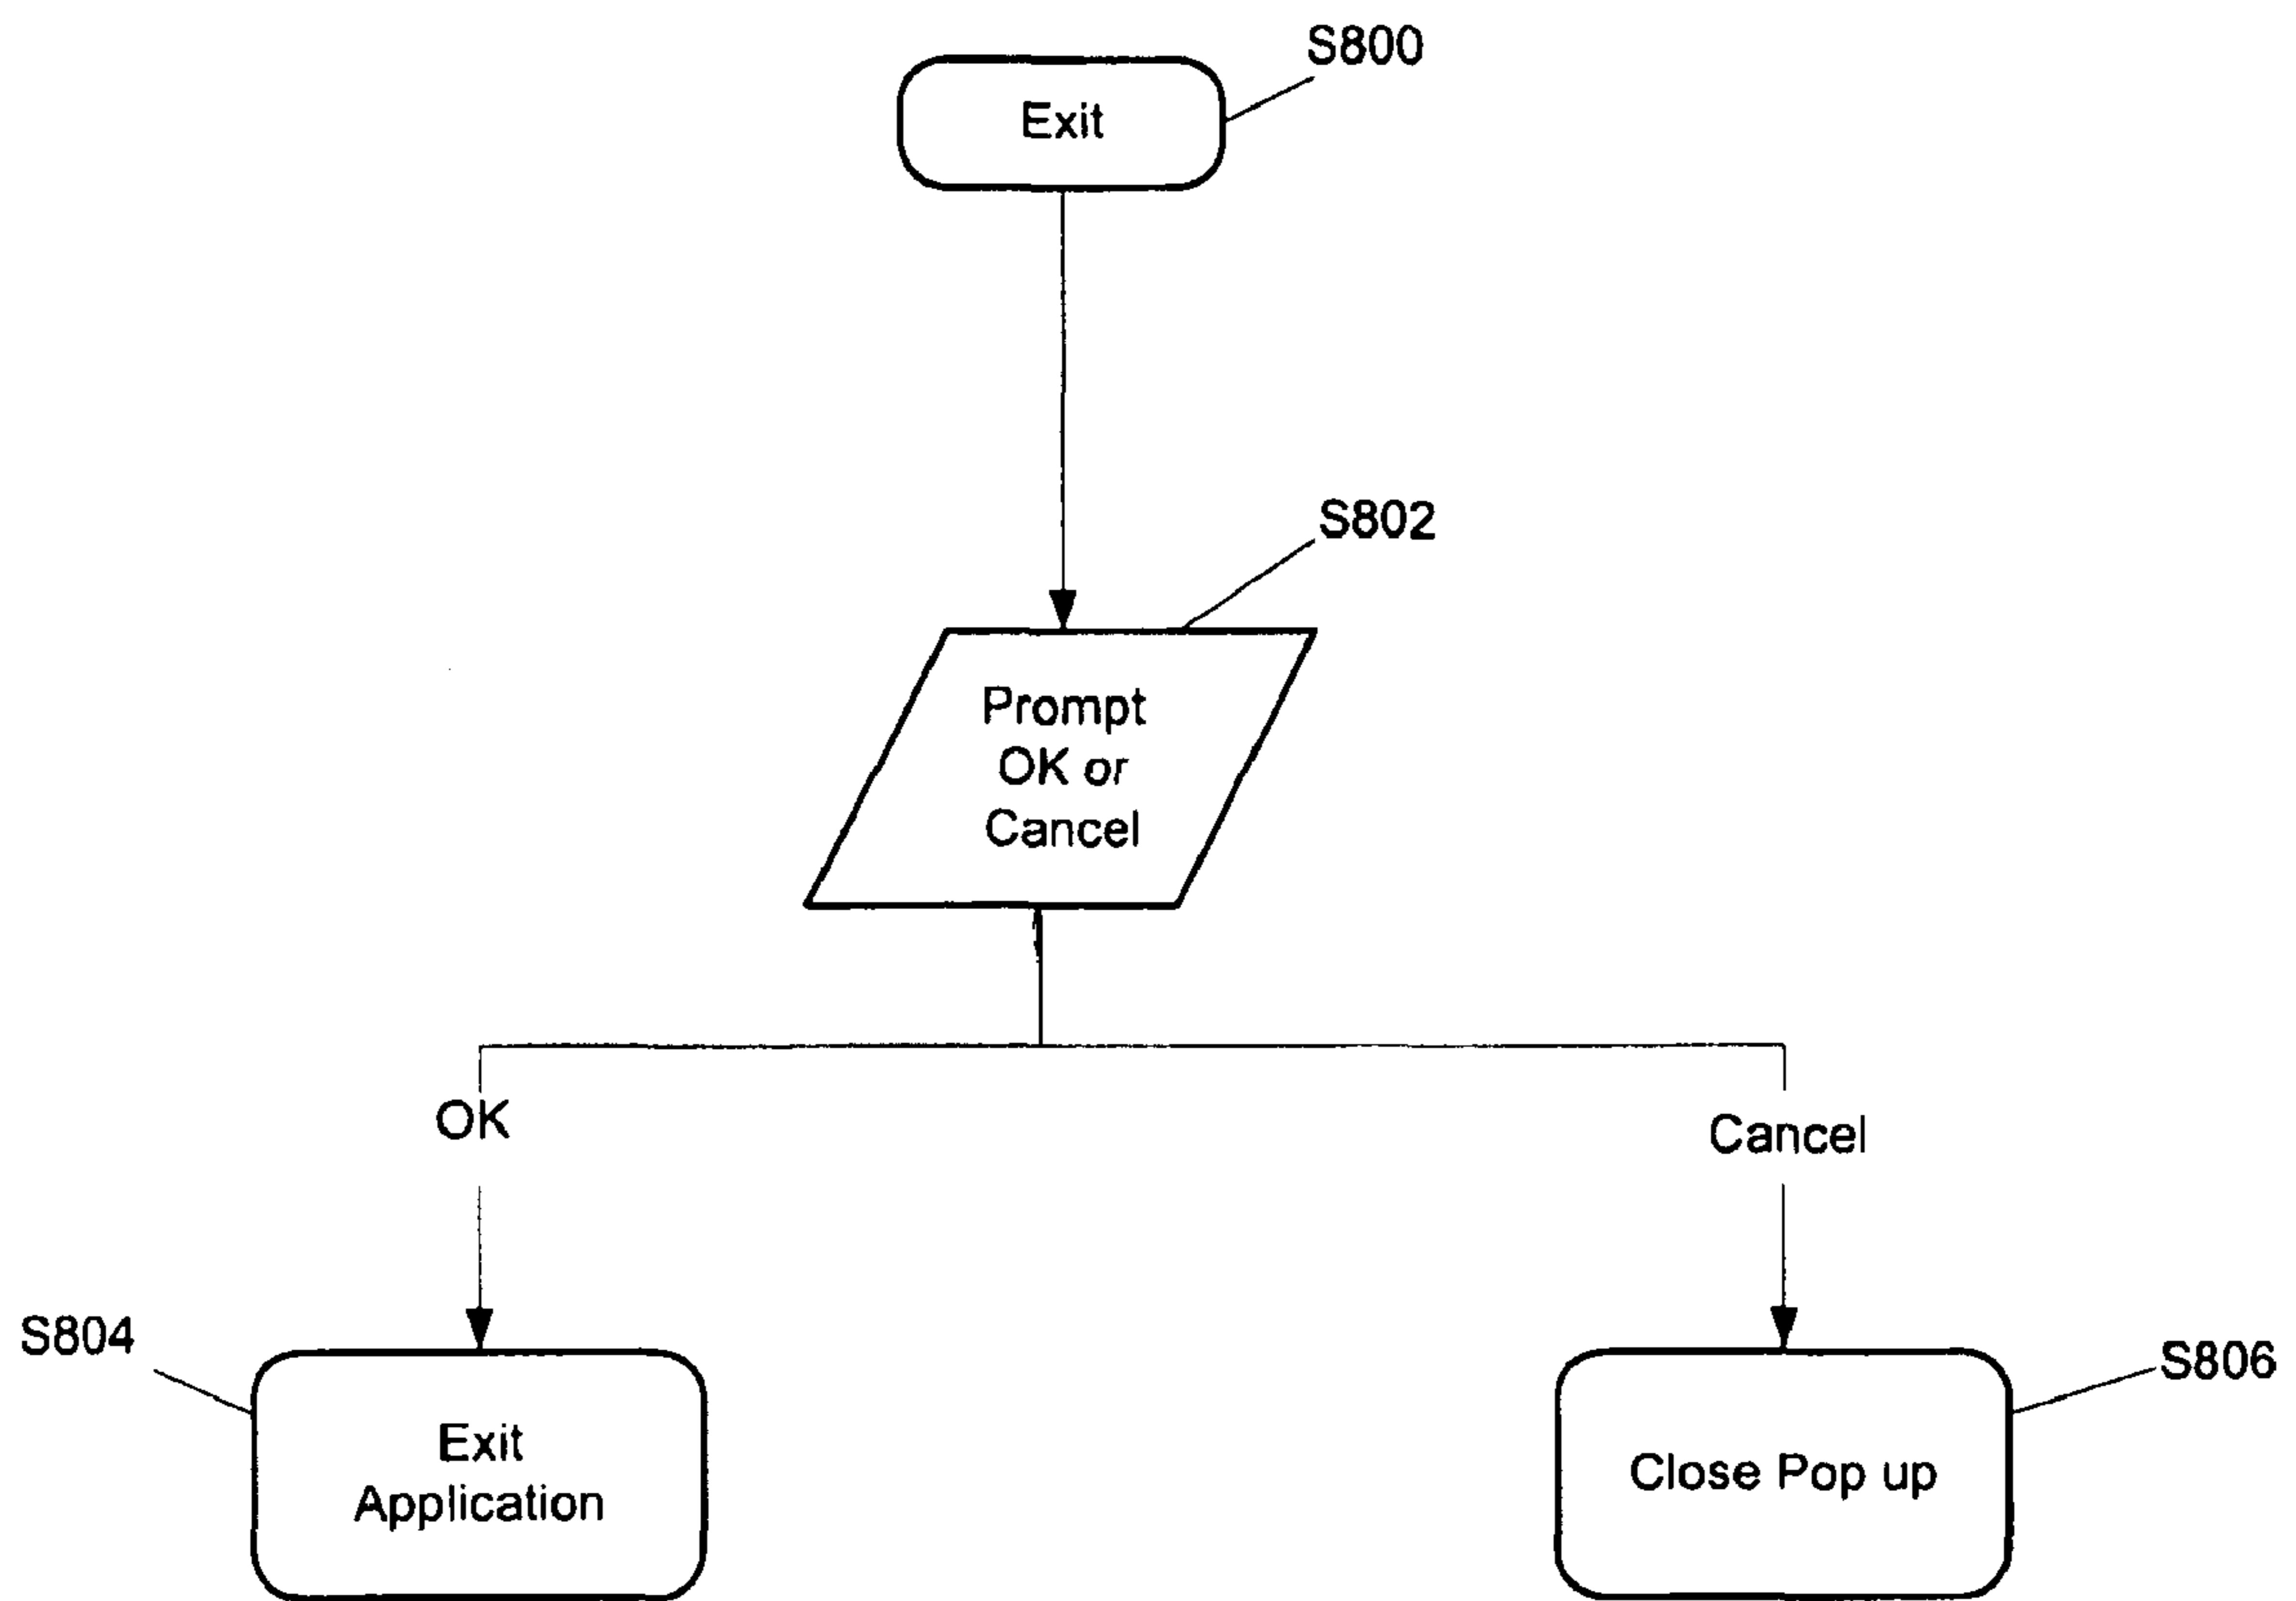 S800
Exit
S802
Prompt
OK or
Cancel
OK
Cancel
S804
Exit
Application
S806
Close Pop up